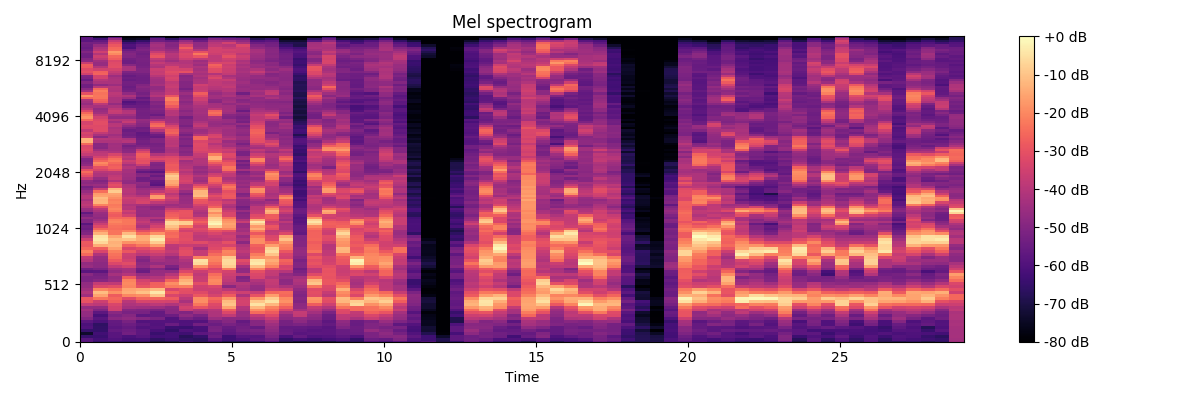 Mel spectrogram
Hz
8192
4096
2048
1024
512
0
0 5 10 15 20 25
Time
+0 dB
-10 dB
-20 dB
-30 dB
-40 dB
-50 dB
-60 dB
-70 dB
-80 dB